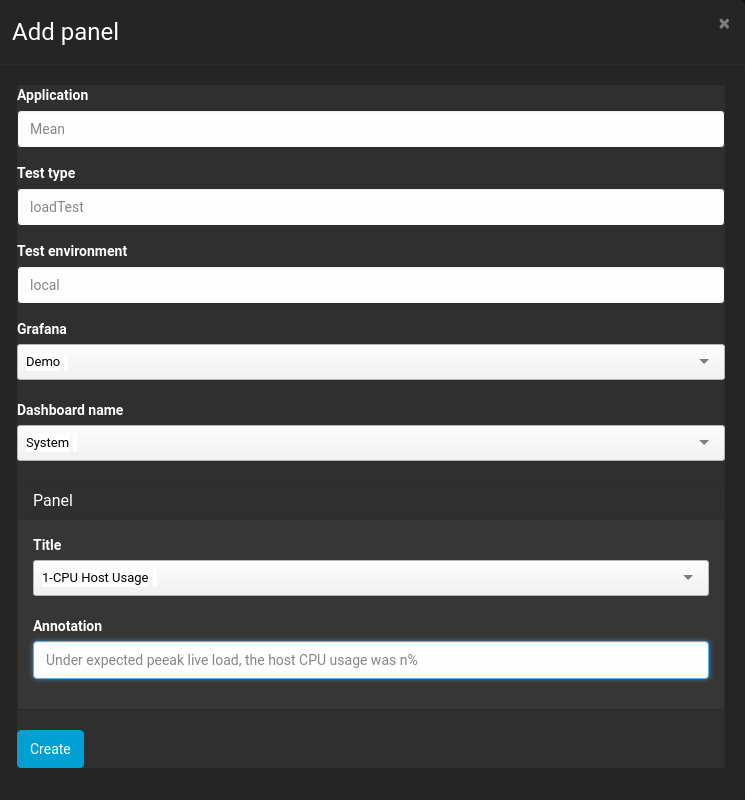 Add panel
Application
Mean
Test type
loadTest
Test environment
local
Grafana
Demo
Dashboard name
System
Panel
Title
1-CPU Host Usage
Annotation
Under expected peeak live load, the host CPU usage was n%
Create